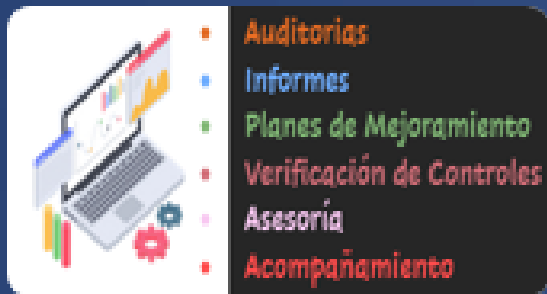 Auditorias
Informes
Planes de Mejoramiento
Verificación de Controles
Asesoría
Acompañamiento